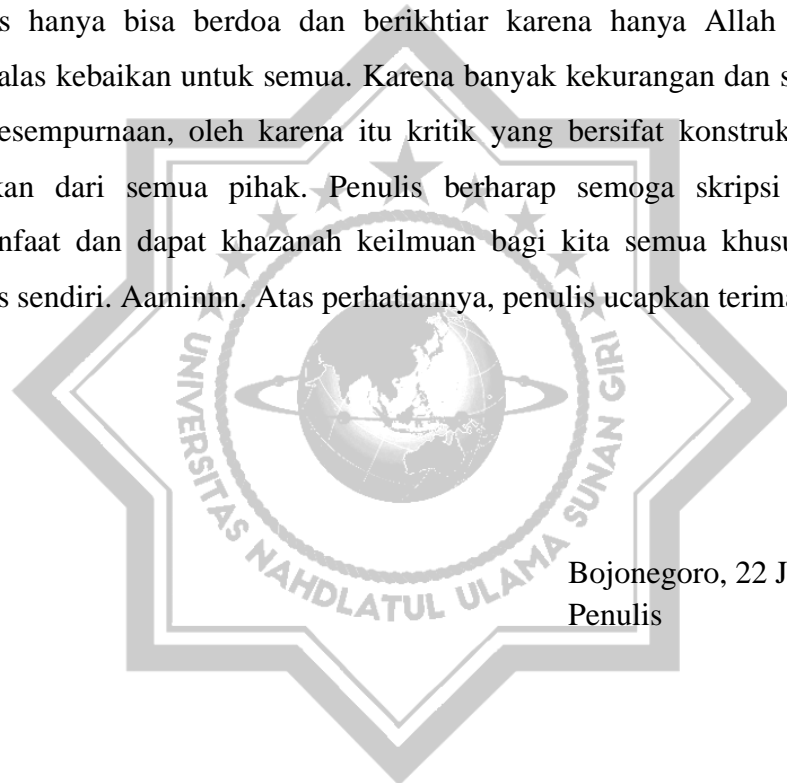 s hanya bisa berdoa dan berikhtiar karena hanya Allah
alas kebaikan untuk semua. Karena banyak kekurangan dan s
esempurnaan, oleh karena itu kritik yang bersifat konstruk
kan dari semua pihak. Penulis berharap semoga skripsi
nfaat dan dapat khazanah keilmuan bagi kita semua khusu
s sendiri. Aaminnn. Atas perhatiannya, penulis ucapkan terima
UNIVERSITAS NAHDLATUL ULAMA SUNAN GIRI
Bojonegoro, 22 J
Penulis